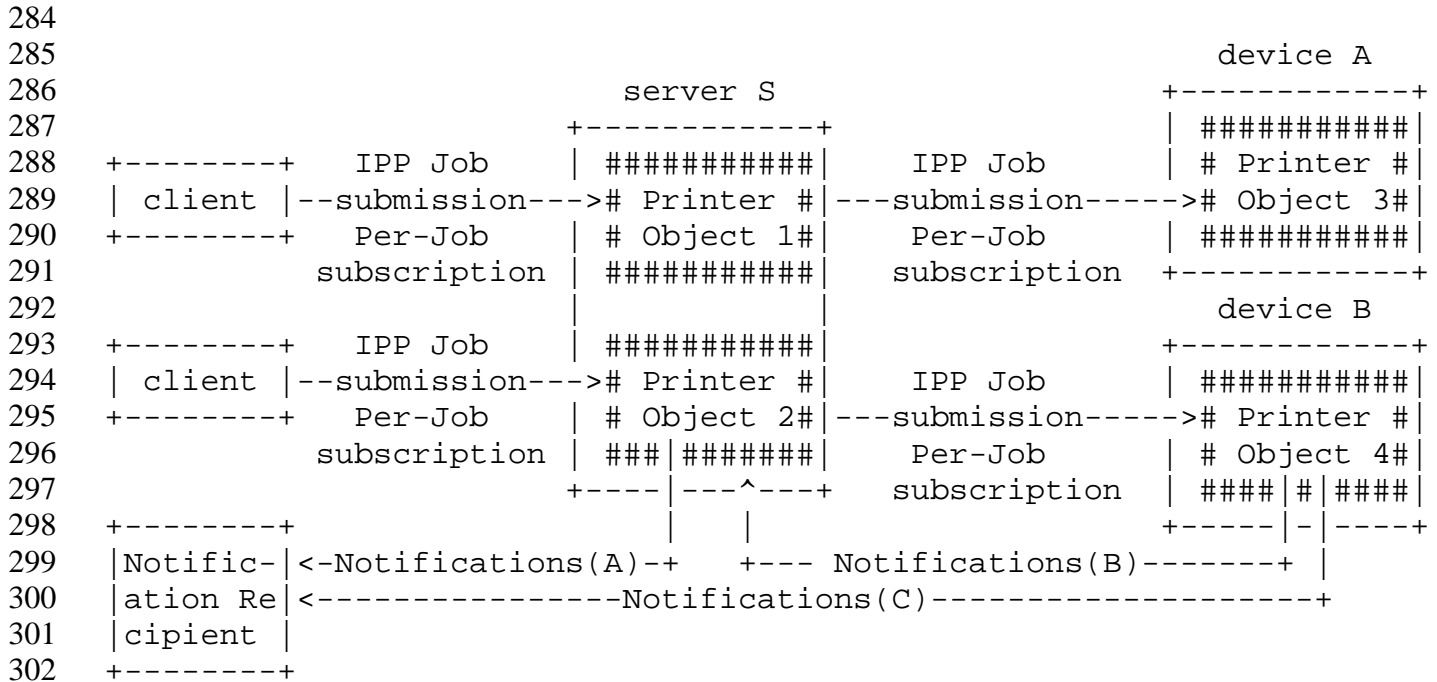 284
285                                                                     device A
286                                  server S                        +------------+
287                               +------------+                     | ###########|
288  +--------+    IPP Job        | ###########|     IPP Job         | # Printer #|
289  | client |--submission---># Printer #|---submission-----># Object 3#|
290  +--------+    Per-Job        | # Object 1#|     Per-Job         | ###########|
291              subscription | ###########|    subscription  +------------+
292                               |            |                      device B
293  +--------+    IPP Job        | ###########|                     +------------+
294  | client |--submission---># Printer #|     IPP Job         | ###########|
295  +--------+    Per-Job        | # Object 2#|---submission-----># Printer #|
296              subscription | ###|#######|     Per-Job         | # Object 4#|
297                               +----|---^---+    subscription  | ####|#|####|
298  +--------+                        |   |                         +-----|-|----+
299  |Notific-|<-Notifications(A)-+   +--- Notifications(B)-------+ |
300  |ation Re|<----------------Notifications(C)--------------------+
301  |cipient |
302  +--------+